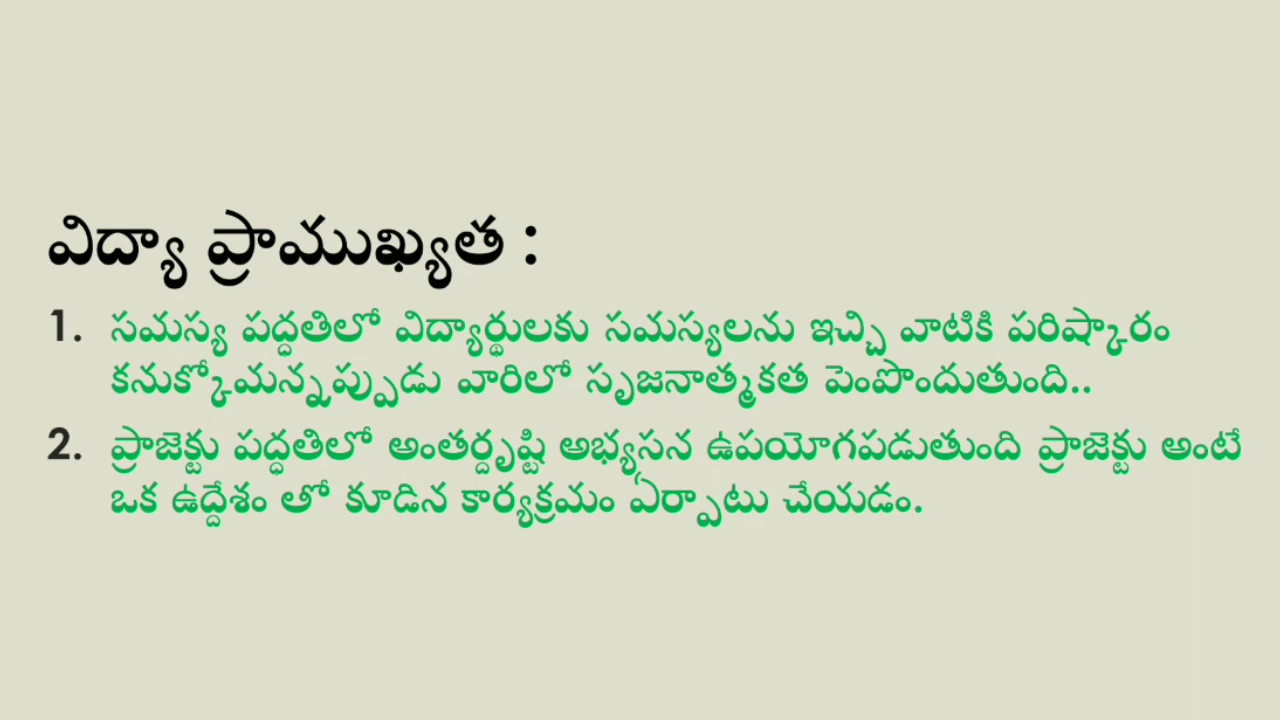 విద్యా ప్రాముఖ్యత :
1. సమస్య పద్దతిలో విద్యార్థులకు సమస్యలను ఇచ్చి వాటికి పరిష్కారం
కనుక్కోమన్నప్పుడు వారిలో సృజనాత్మకత పెంపొందుతుంది..
2. ప్రాజెక్టు పద్ధతిలో అంతర్దృష్టి అభ్యసన ఉపయోగపడుతుంది ప్రాజెక్టు అంటే
ఒక ఉద్దేశం తో కూడిన కార్యక్రమం ఏర్పాటు చేయడం.